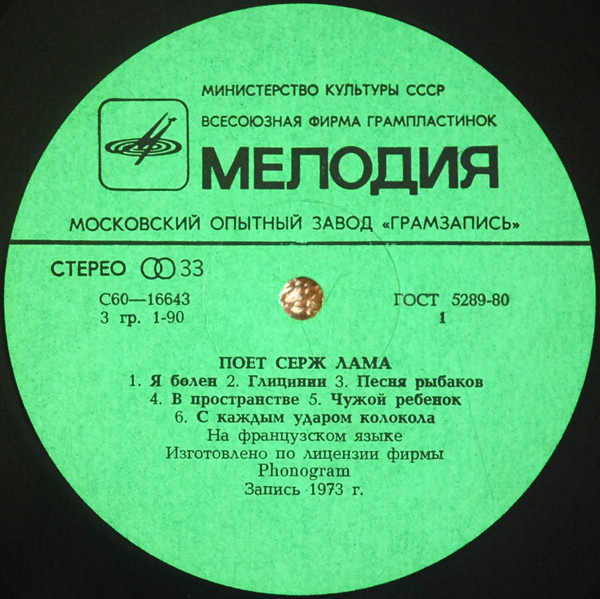 МИНИСТЕРСТВО КУЛЬТУРЫ СССР
ВСЕСОЮЗНАЯ ФИРМА ГРАМПЛАСТИНОК
МЕЛОДИЯ
МОСКОВСКИЙ ОПЫТНЫЙ ЗАВОД «ГРАМЗАПИСЬ»
СТЕРЕО 33
С60—16643 ГОСТ 5289-80
3 гр. 1-90 1
ПОЕТ СЕРЖ ЛАМА
1. Я болен 2. Глицинии 3. Песня рыбаков
4. В пространстве 5. Чужой ребенок
6. С каждым ударом колокола
На французском языке
Изготовлено по лицензии фирмы
Phonogram
Запись 1973 г.